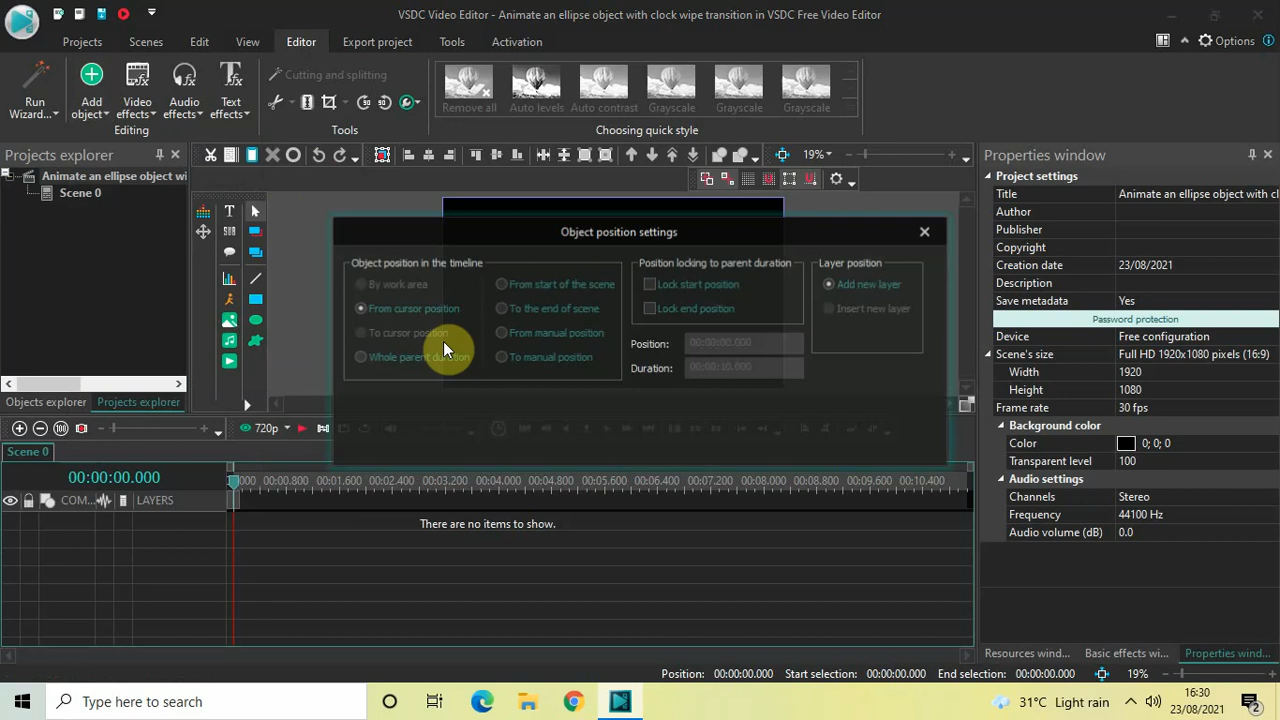 VSDC Video Editor - Animate an ellipse object with clock wipe transition in VSDC Free Video Editor
Projects Scenes Edit View Editor Export project Tools Activation
Options
Run Wizard...
Add object
Video effects
Audio effects
Text effects
Cutting and splitting
Remove all Auto levels Auto contrast Grayscale Grayscale Grayscale
Editing Tools Choosing quick style
Projects explorer
19%
Properties window
Animate an ellipse object wi
Scene 0
Object position settings
Object position in the timeline
By work area
From cursor position
To cursor position
Whole parent duration
From start of the scene
To the end of scene
From manual position
To manual position
Position locking to parent duration
Lock start position
Lock end position
Position: 00:00:00.000
Duration: 00:00:10.000
Layer position
Add new layer
Insert new layer
Project settings
Title Animate an ellipse object with cl
Author
Publisher
Copyright
Creation date 23/08/2021
Description
Save metadata Yes
Password protection
Device Free configuration
Scene's size Full HD 1920x1080 pixels (16:9)
Width 1920
Height 1080
Frame rate 30 fps
Background color
Color 0; 0; 0
Transparent level 100
Audio settings
Channels Stereo
Frequency 44100 Hz
Audio volume (dB) 0.0
Objects explorer Projects explorer
720p
Scene 0
00:00:00.000
000 00:00.800 00:01.600 00:02.400 00:03.200 00:04.000 00:04.800 00:05.600 00:06.400 00:07.200 00:08.000 00:08.800 00:09.600 00:10.400
COM... LAYERS
There are no items to show.
Resources wind... Basic effects wi... Properties wind...
Position: 00:00:00.000 Start selection: 00:00:00.000 End selection: 00:00:00.000 19%
Type here to search
31°C Light rain
16:30
23/08/2021
2